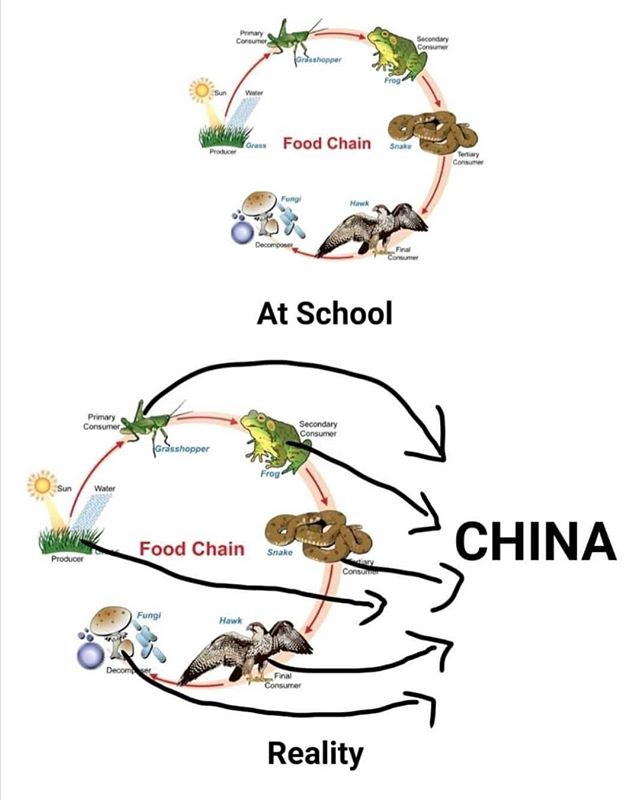 Primary
Consumer
Grasshopper
Secondary
Consumer
Frog
Sun
Water
Grass
Producer
Food Chain
Snake
Tertiary
Consumer
Fungi
Hawk
Decomposer
Final
Consumer
At School
Primary
Consumer
Grasshopper
Secondary
Consumer
Frog
Sun
Water
Producer
Food Chain
Snake
Consumer
CHINA
Fungi
Hawk
Decomposer
Final
Consumer
Reality